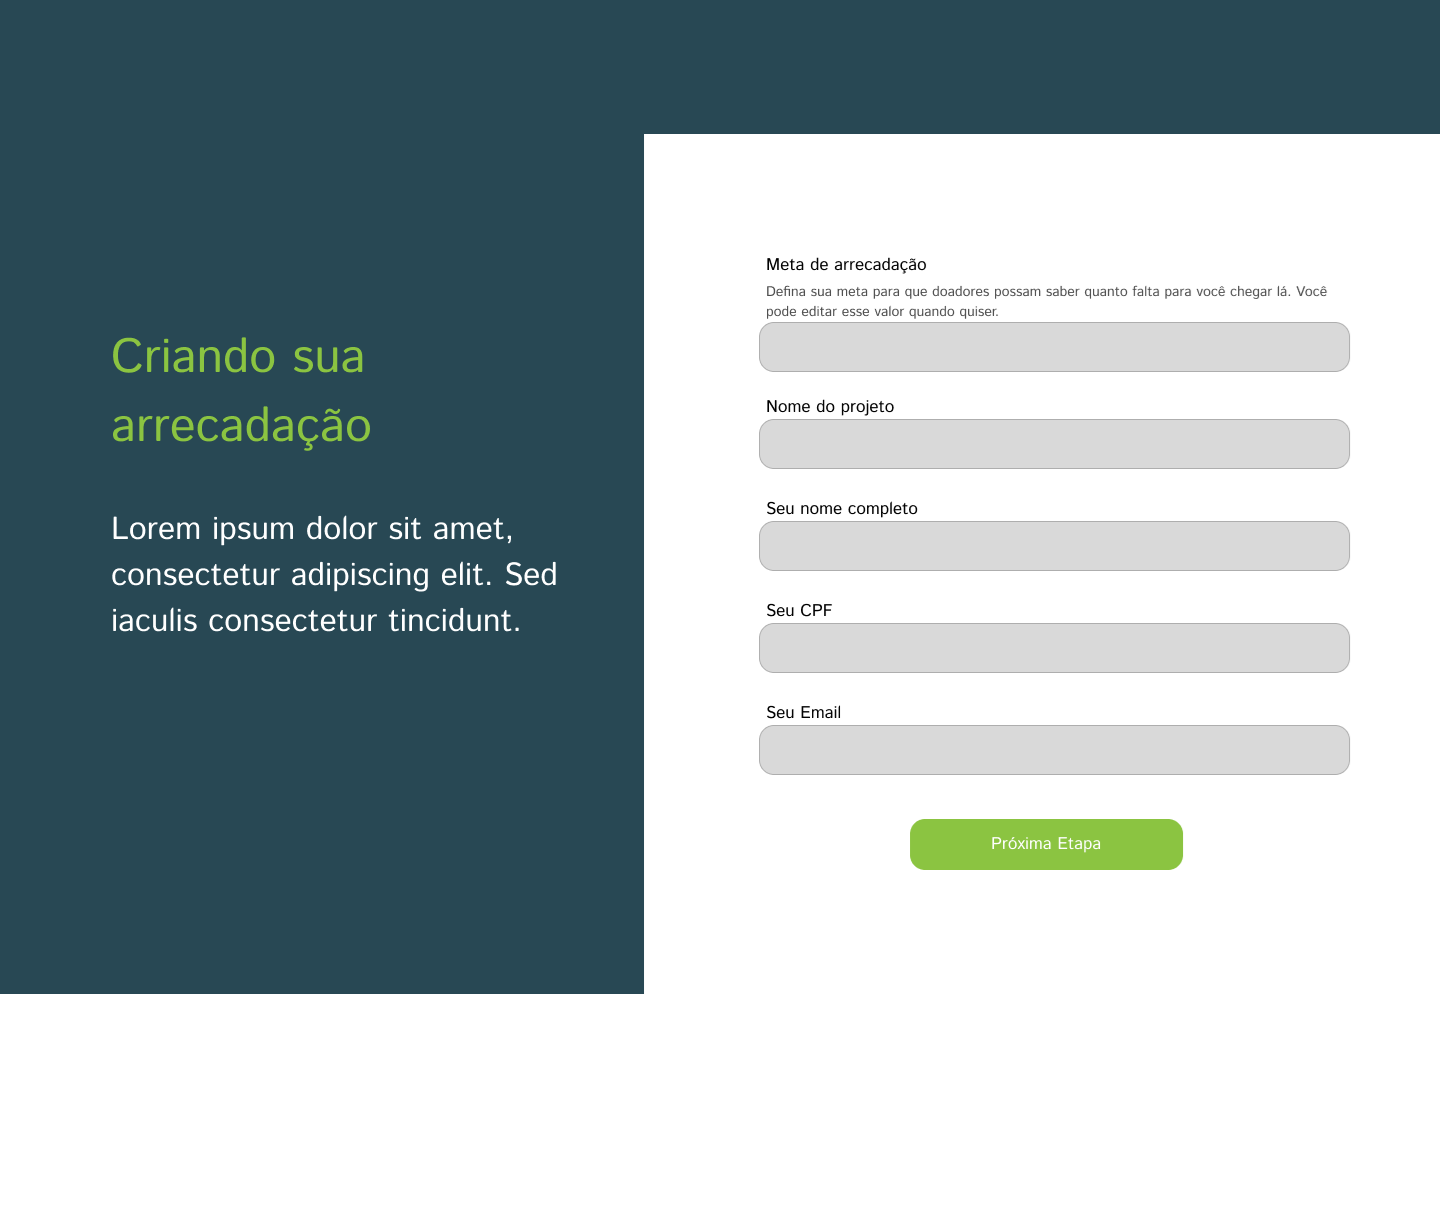 Criando sua
arrecadação
Lorem ipsum dolor sit amet,
consectetur adipiscing elit. Sed
iaculis consectetur tincidunt.
Meta de arrecadação
Defina sua meta para que doadores possam saber quanto falta para você chegar lá. Você
pode editar esse valor quando quiser.
Nome do projeto
Seu nome completo
Seu CPF
Seu Email
Próxima Etapa